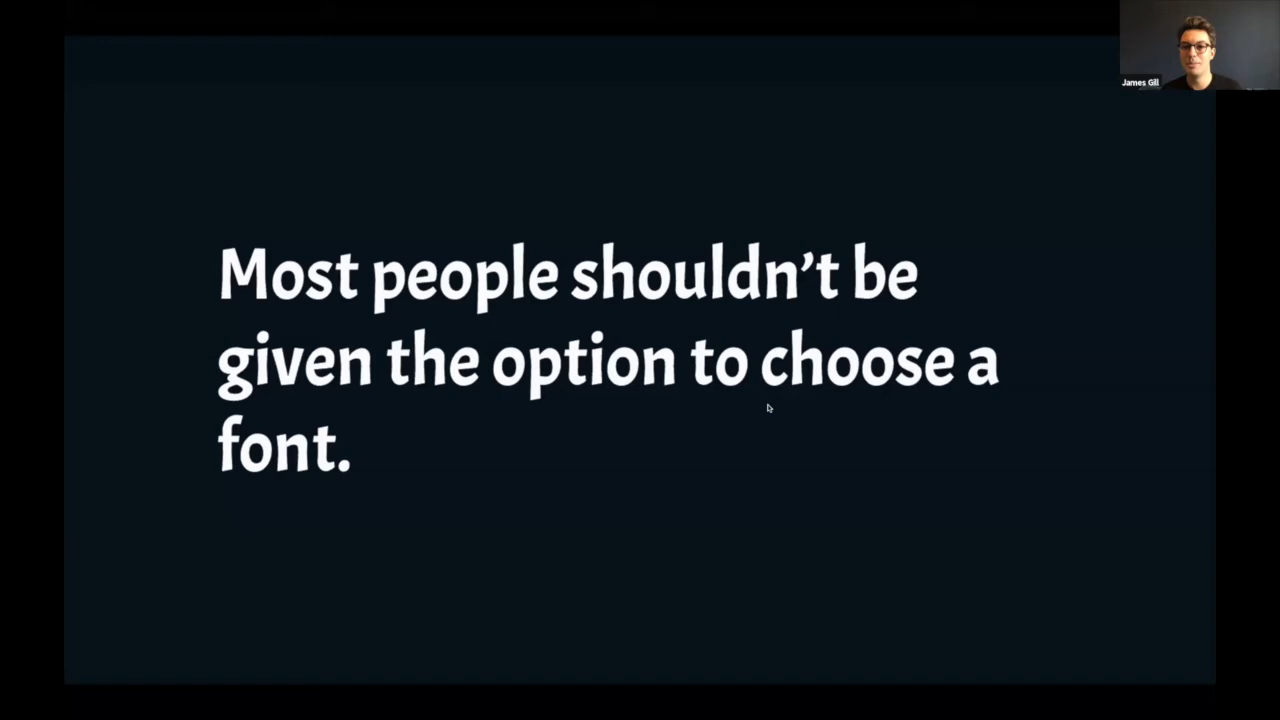 James Gill
Most people shouldn’t be
given the option to choose a
font.